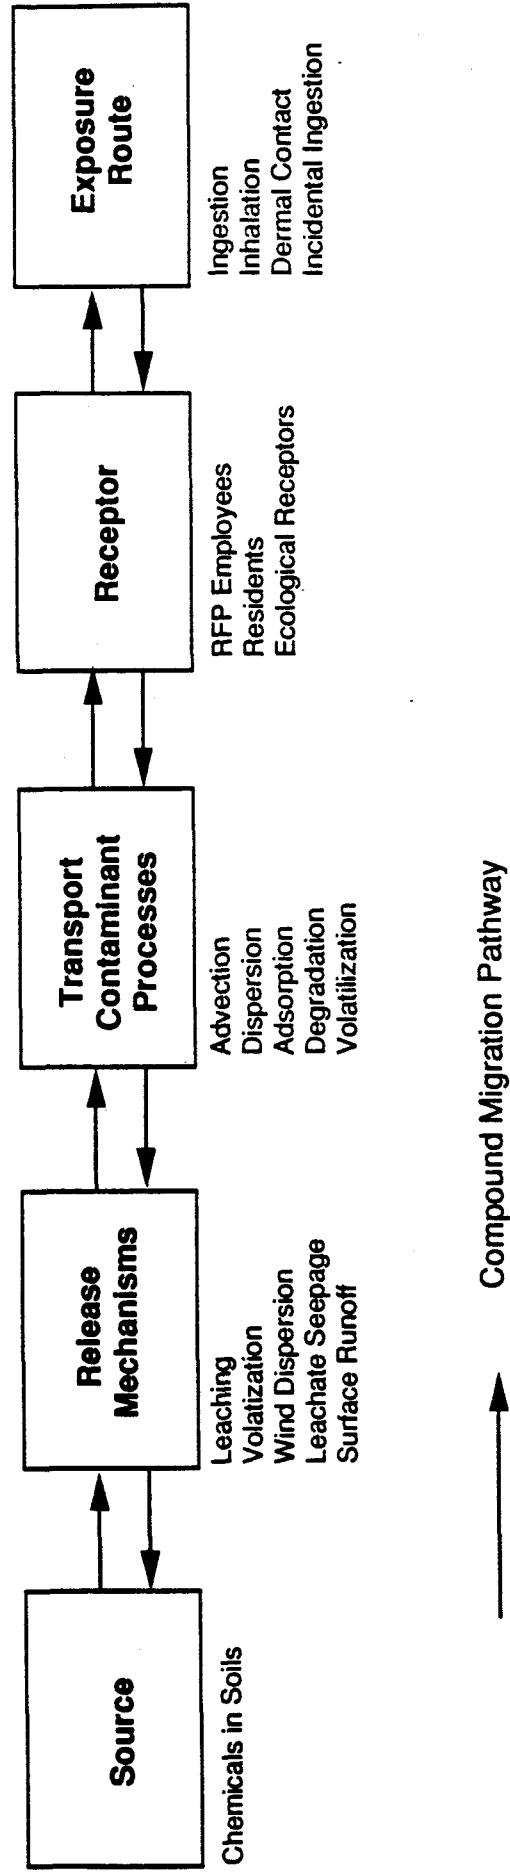 Source
Chemicals in Soils
Release
Mechanisms
Leaching
Volatization
Wind Dispersion
Leachate Seepage
Surface Runoff
Transport
Contaminant
Processes
Advection
Dispersion
Adsorption
Degradation
Volatilization
Receptor
RFP Employees
Residents
Ecological Receptors
Exposure
Route
Ingestion
Inhalation
Dermal Contact
Incidental Ingestion
Compound Migration Pathway